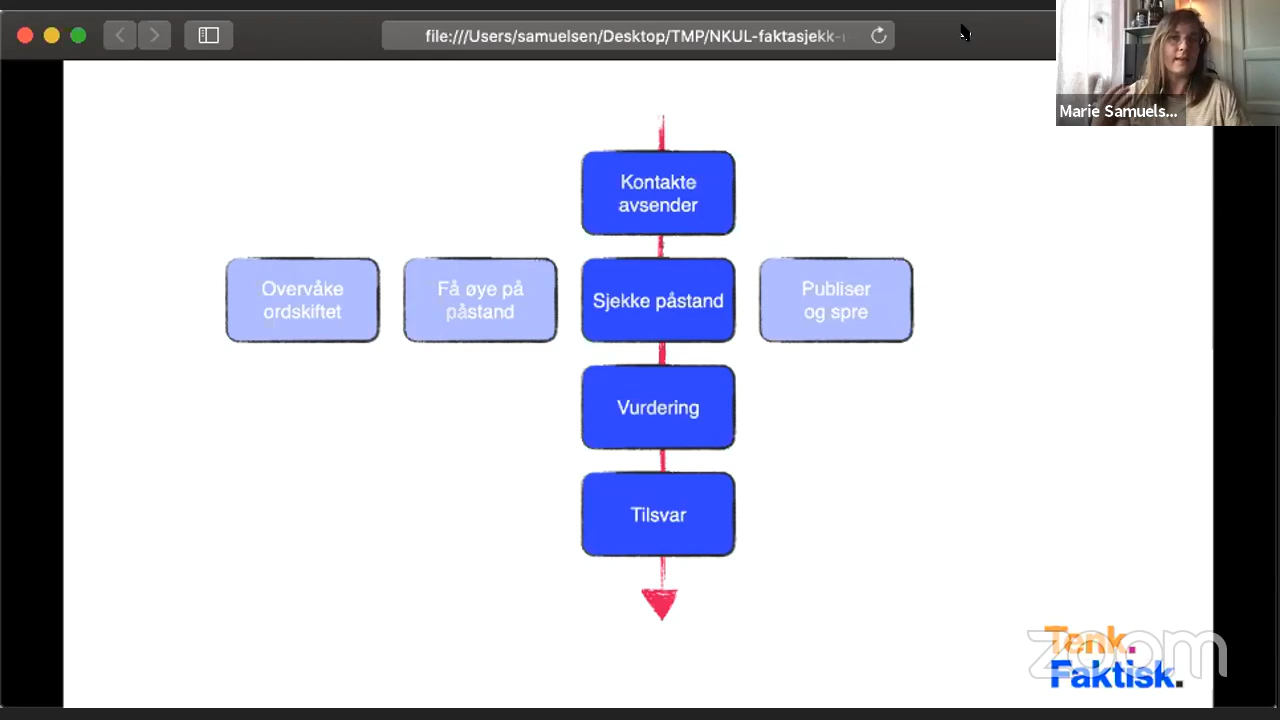 file:///Users/samuelsen/Desktop/TMP/NKUL-faktasjekk-
Marie Samuels...
Kontakte
avsender
Overvåke
ordskiftet
Få øye på
påstand
Sjekke påstand
Publiser
og spre
Vurdering
Tilsvar
Tenk.
zoom
Faktisk.